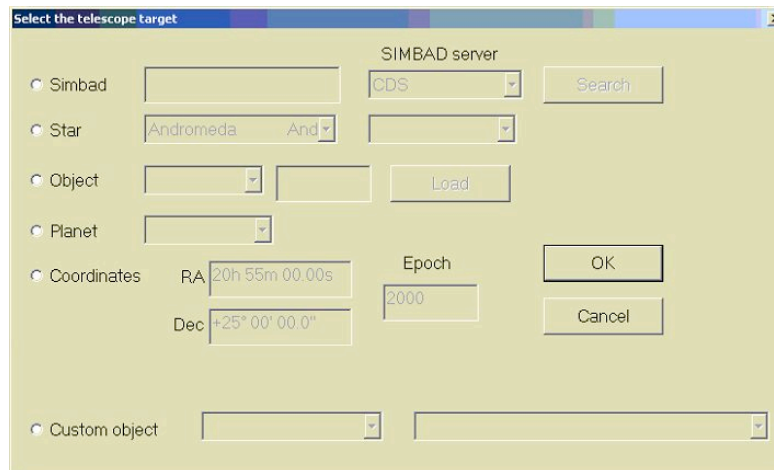 Select the telescope target
SIMBAD server
Simbad CDS Search
Star Andromeda And
Object Load
Planet
Coordinates RA 20h 55m 00.00s Epoch OK
2000
Dec +25° 00' 00.0" Cancel
Custom object